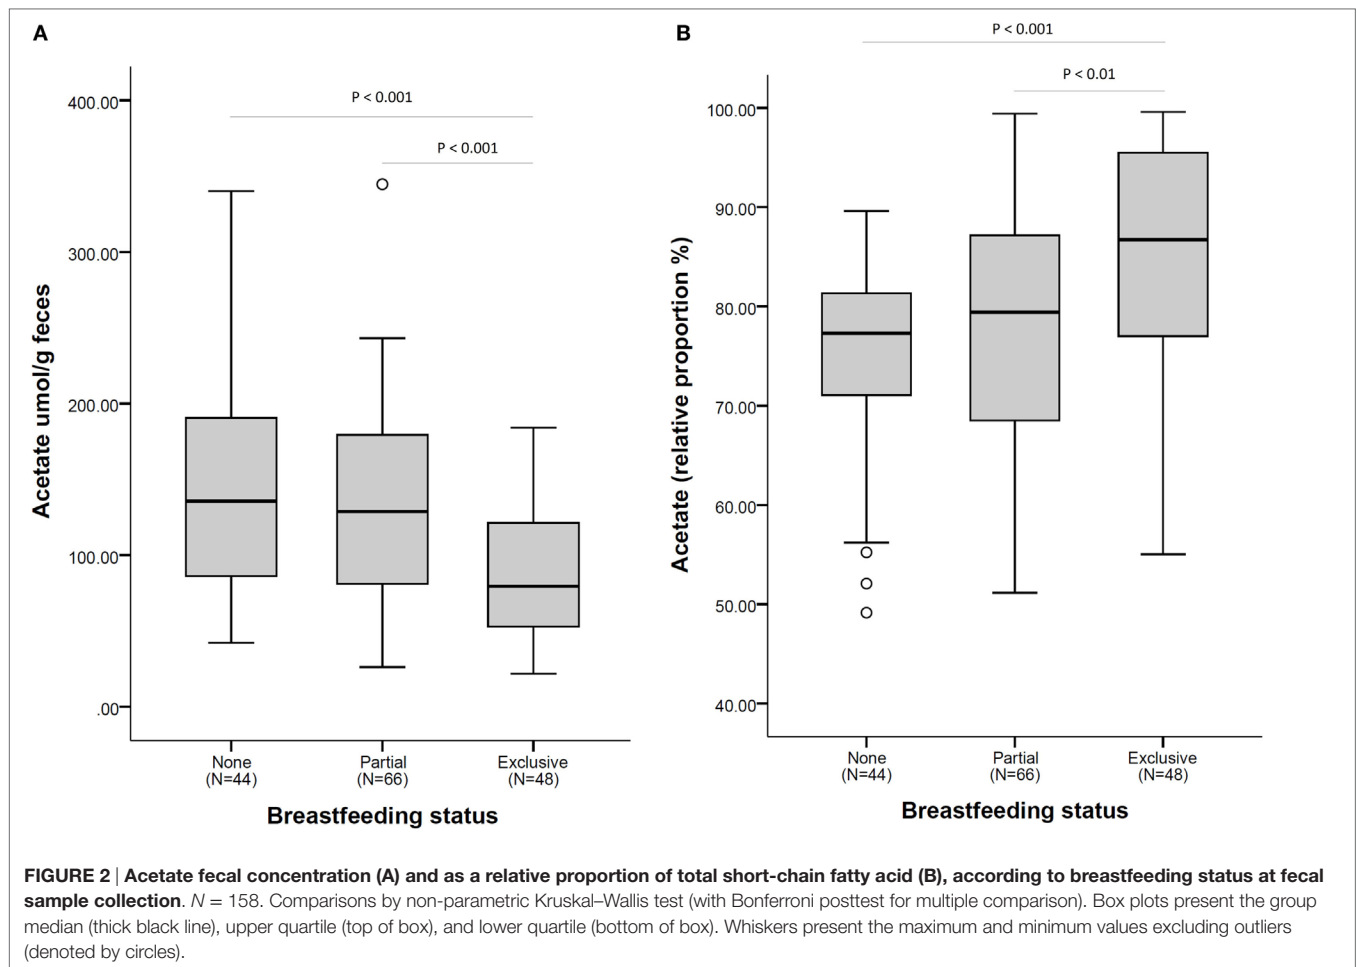 A
400.00
300.00
200.00
100.00
.00
Acetate umol/g feces
P < 0.001
P < 0.001
None
(N=44)
Partial
(N=66)
Exclusive
(N=48)
Breastfeeding status
B
100.00
90.00
80.00
70.00
60.00
50.00
40.00
Acetate (relative proportion %)
P < 0.001
P < 0.01
None
(N=44)
Partial
(N=66)
Exclusive
(N=48)
Breastfeeding status
FIGURE 2 | Acetate fecal concentration (A) and as a relative proportion of total short-chain fatty acid (B), according to breastfeeding status at fecal
sample collection. N = 158. Comparisons by non-parametric Kruskal–Wallis test (with Bonferroni posttest for multiple comparison). Box plots present the group
median (thick black line), upper quartile (top of box), and lower quartile (bottom of box). Whiskers present the maximum and minimum values excluding outliers
(denoted by circles).